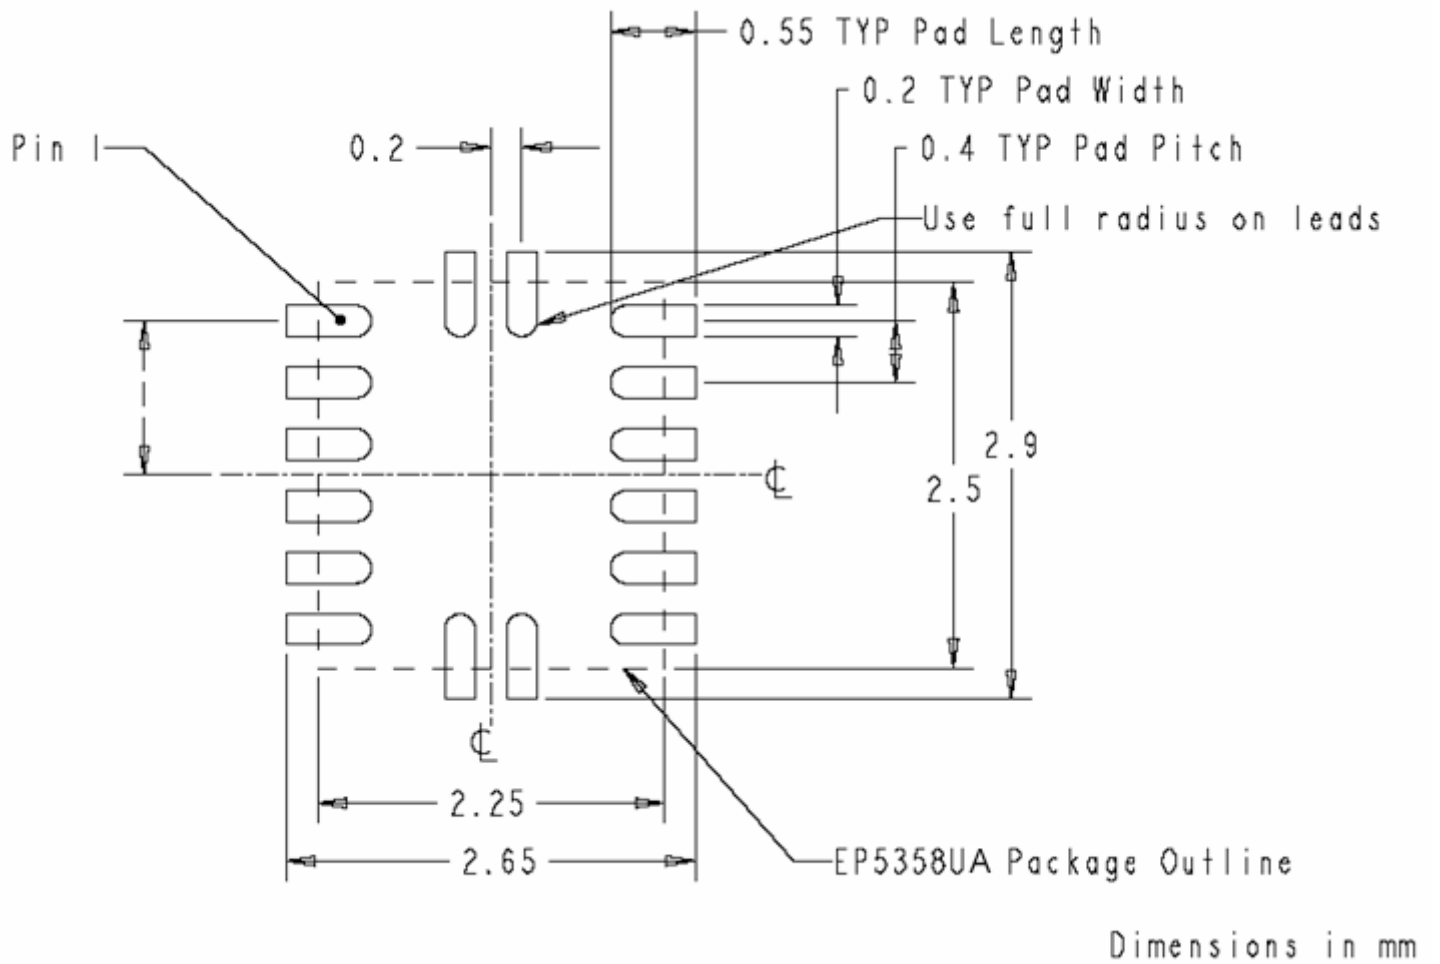 0.55 TYP Pad Length
0.2 TYP Pad Width
Pin 1
0.2
0.4 TYP Pad Pitch
Use full radius on leads
2.9
2.5
℄
℄
2.25
2.65
EP5358UA Package Outline
Dimensions in mm